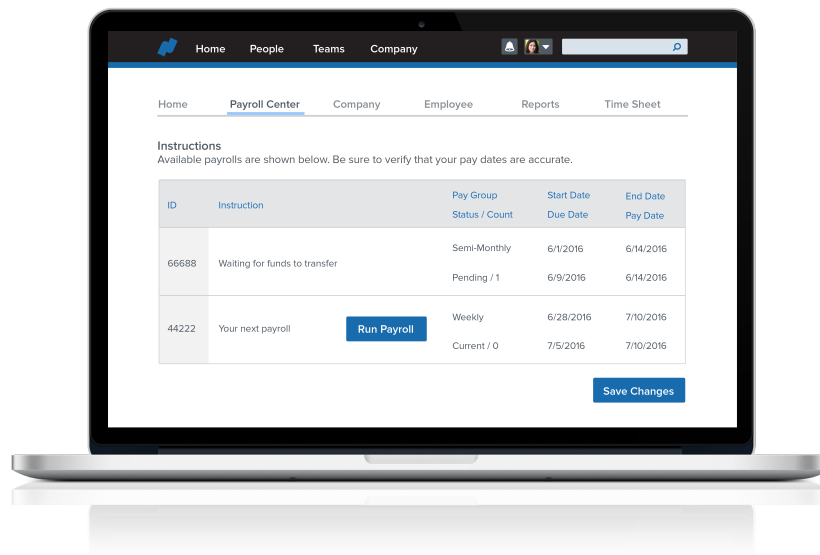 Home People Teams Company
Home Payroll Center Company Employee Reports Time Sheet
Instructions
Available payrolls are shown below. Be sure to verify that your pay dates are accurate.
ID Instruction Pay Group Start Date End Date
Status / Count Due Date Pay Date
66688 Waiting for funds to transfer Semi-Monthly 6/1/2016 6/14/2016
Pending / 1 6/9/2016 6/14/2016
44222 Your next payroll Run Payroll Weekly 6/28/2016 7/10/2016
Current / 0 7/5/2016 7/10/2016
Save Changes